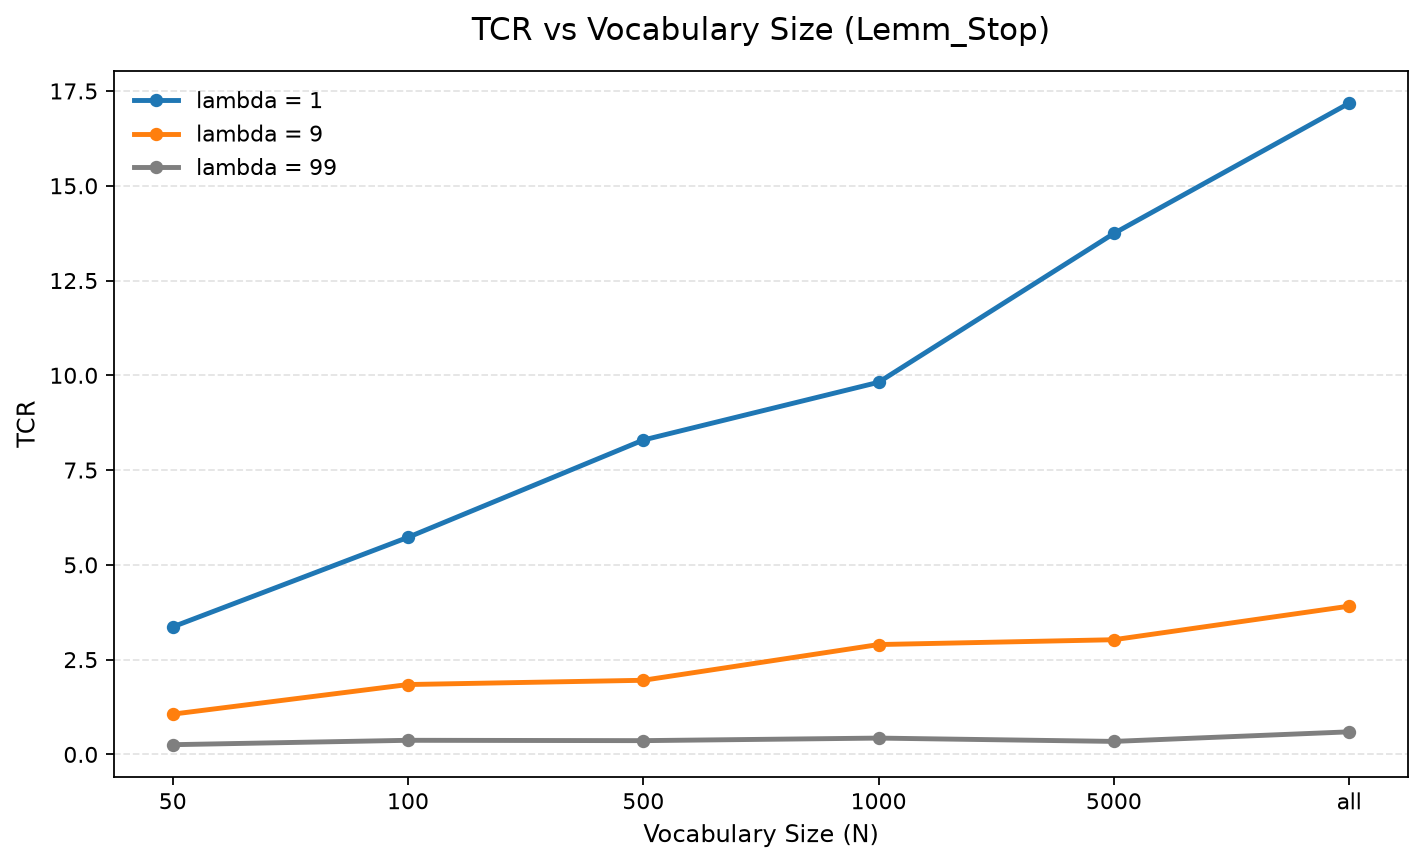 TCR vs Vocabulary Size (Lemm_Stop)
lambda = 1
lambda = 9
lambda = 99
17.5
15.0
12.5
10.0
7.5
5.0
2.5
0.0
TCR
50 100 500 1000 5000 all
Vocabulary Size (N)